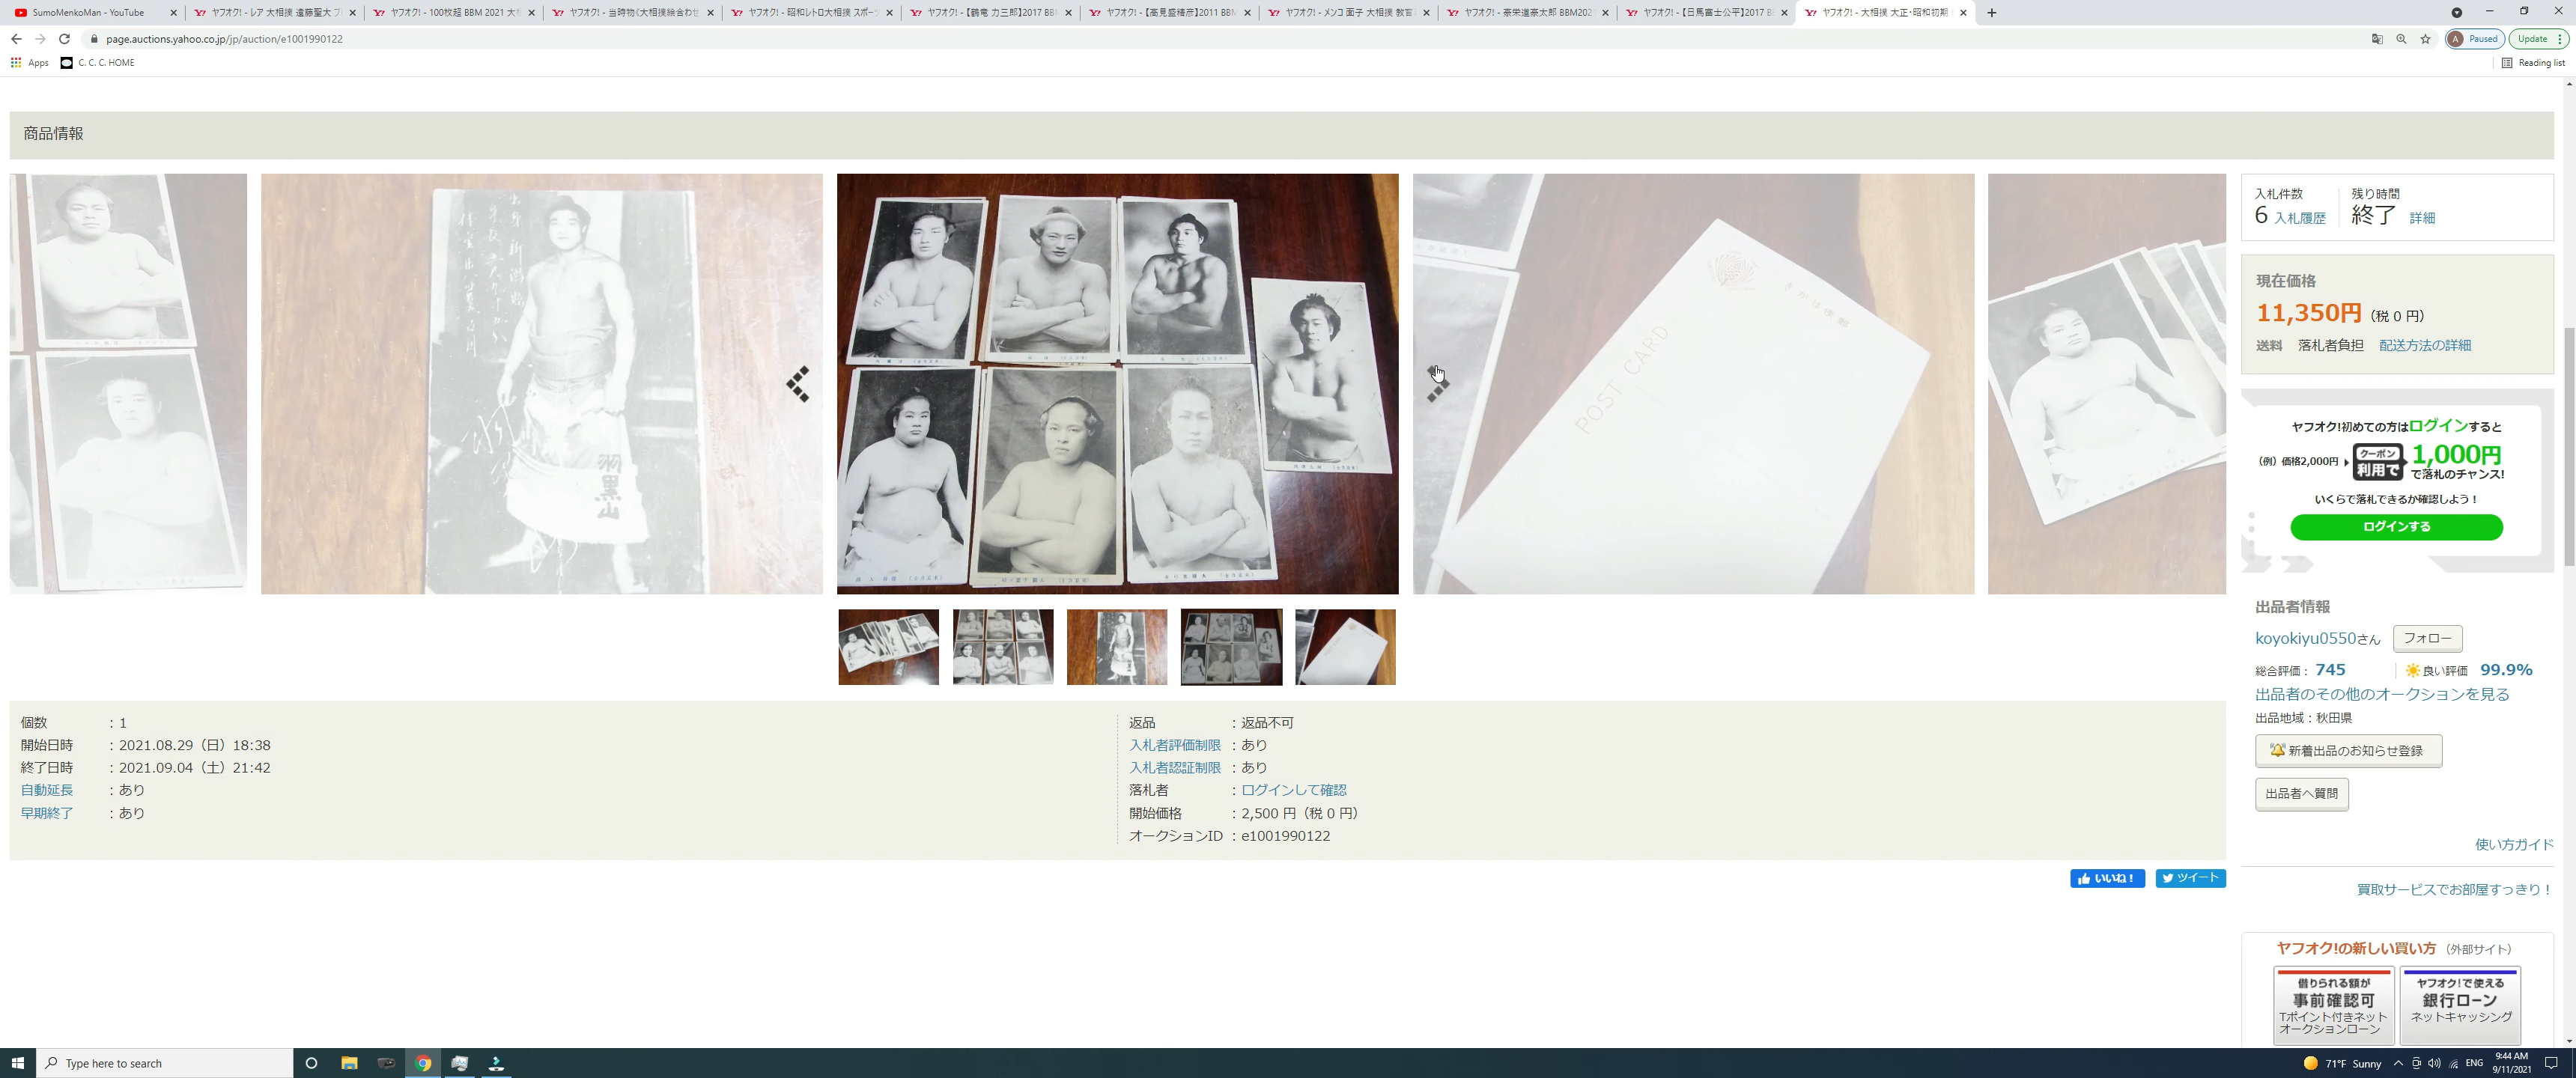 SumoMenkoMan - YouTube
ヤフオク! - レア 大相撲 遠藤聖大 プ
ヤフオク! - 100枚超 BBM 2021 大
ヤフオク! - 当時物《大相撲絵合わせ
ヤフオク! - 昭和レトロ大相撲 スポー
ヤフオク! - 【鶴竜 力三郎】2017 BBM
ヤフオク! - 【高見盛精彦】2011 BBM
ヤフオク! - メンコ 面子 大相撲
ヤフオク! - 豪栄道豪太郎 BBM202
ヤフオク! - 【日馬富士公平】2017 B
ヤフオク! - 大相撲 大正・昭和初期
page.auctions.yahoo.co.jp/jp/auction/e1001990122
A Paused
Update
Apps
C. C. C. HOME
Reading list
商品情報
羽黒山
POST CARD
入札件数
6 入札履歴
残り時間
終了 詳細
現在価格
11,350円 (税 0 円)
送料 落札者負担 配送方法の詳細
ヤフオク!初めての方はログインすると
(例) 価格2,000円
クーポン
利用で
1,000円
で落札のチャンス!
いくらで落札できるか確認しよう！
ログインする
出品者情報
koyokiyu0550さん フォロー
総合評価： 745 良い評価 99.9%
出品者のその他のオークションを見る
出品地域：秋田県
新着出品のお知らせ登録
出品者へ質問
使い方ガイド
買取サービスでお部屋すっきり！
個数 ：1
開始日時 ：2021.08.29（日）18:38
終了日時 ：2021.09.04（土）21:42
自動延長 ：あり
早期終了 ：あり
返品 ：返品不可
入札者評価制限 ：あり
入札者認証制限 ：あり
落札者 ：ログインして確認
開始価格 ：2,500 円（税 0 円）
オークションID ：e1001990122
いいね！
ツイート
ヤフオク!の新しい買い方（外部サイト）
借りられる額が
事前確認可
Tポイント付きネット
オークションローン
ヤフオク!で使える
銀行ローン
ネットキャッシング
Type here to search
71°F Sunny
ENG
9:44 AM
9/11/2021